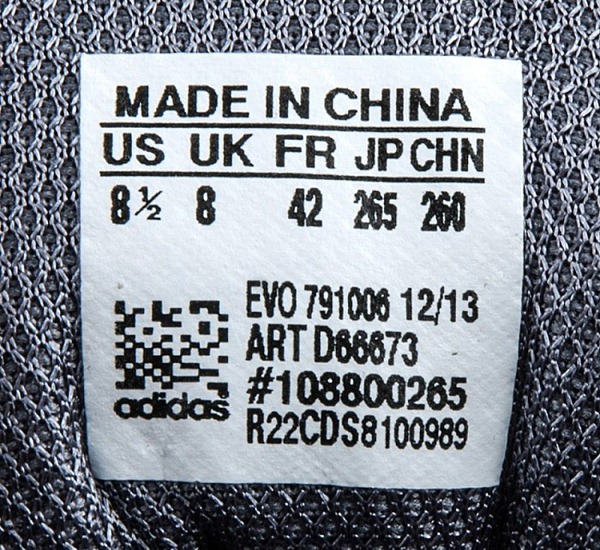 MADE IN CHINA
US UK FR JP CHN
8½ 8 42 265 260
EVO 791006 12/13
ART D66673
#108800265
R22CDS8100989
adidas